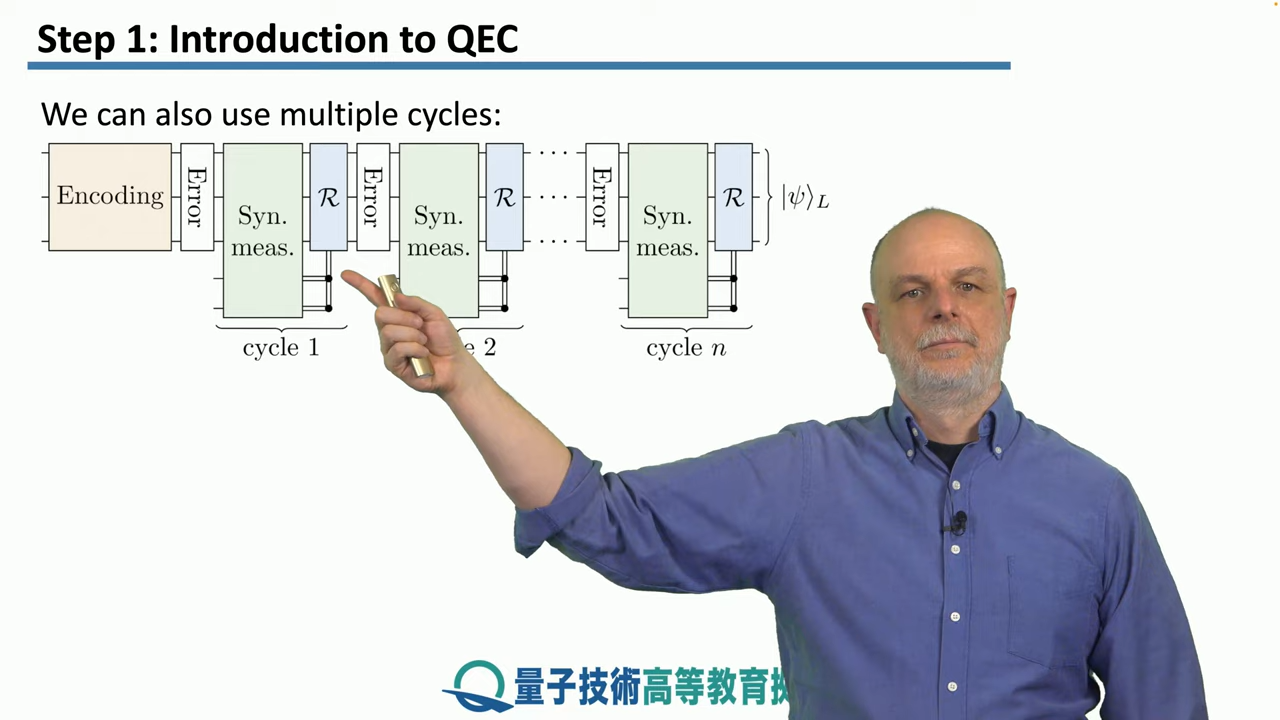 Step 1: Introduction to QEC
We can also use multiple cycles:
Encoding Error Syn. meas. R Error Syn. meas. R ··· Error Syn. meas. R |ψ⟩L
cycle 1 e 2 cycle n
量子技術高等教育